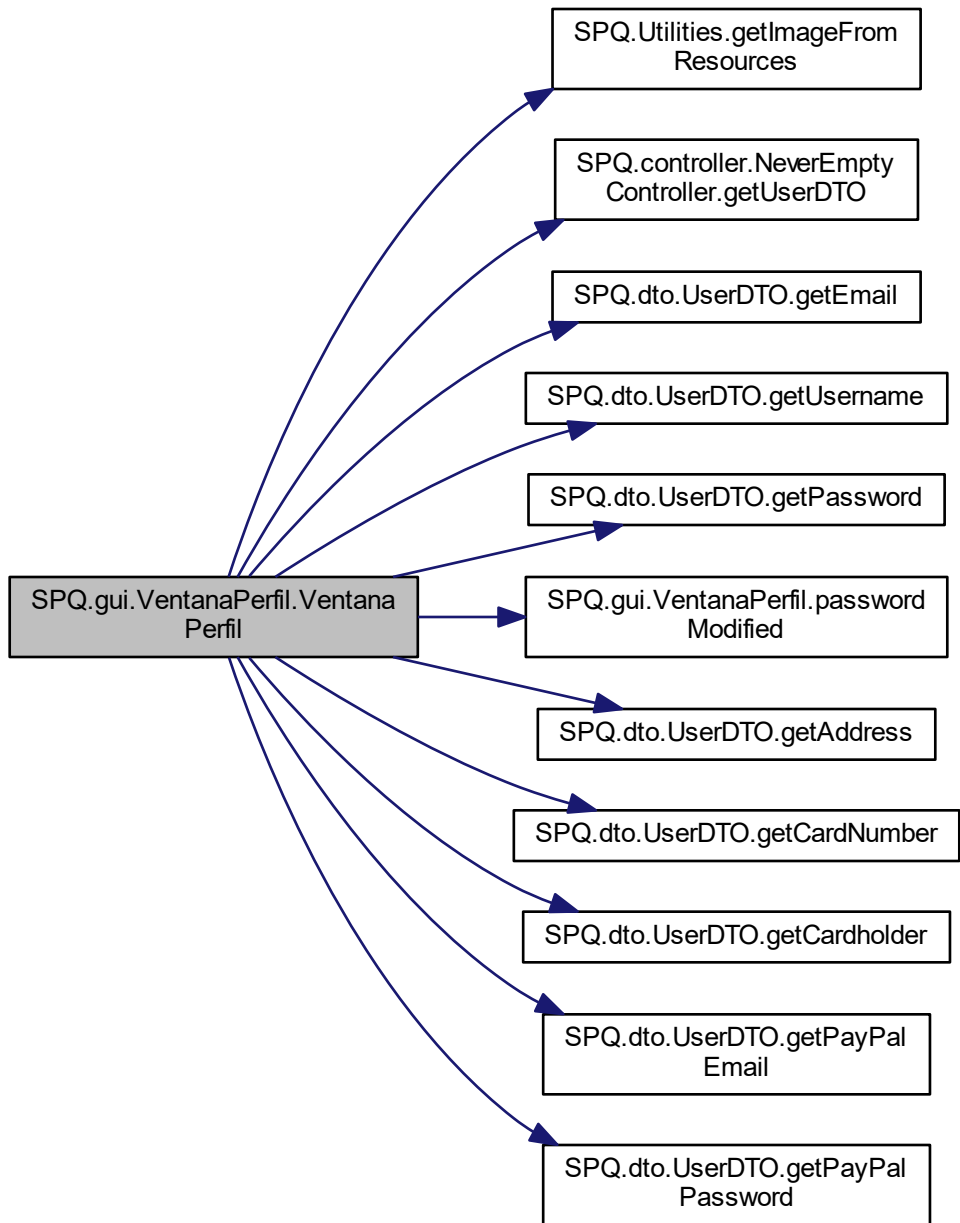 SPQ.Utilities.getImageFrom
Resources
SPQ.controller.NeverEmpty
Controller.getUserDTO
SPQ.dto.UserDTO.getEmail
SPQ.dto.UserDTO.getUsername
SPQ.dto.UserDTO.getPassword
SPQ.gui.VentanaPerfil.Ventana
Perfil
SPQ.gui.VentanaPerfil.password
Modified
SPQ.dto.UserDTO.getAddress
SPQ.dto.UserDTO.getCardNumber
SPQ.dto.UserDTO.getCardholder
SPQ.dto.UserDTO.getPayPal
Email
SPQ.dto.UserDTO.getPayPal
Password